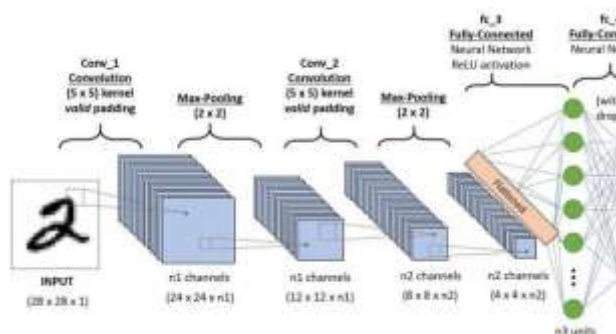 fc_3
Fully-Connected
Neural Network
ReLU activation
Conv_1
Convolution
(5 x 5) kernel
valid padding
Max-Pooling
(2 x 2)
Conv_2
Convolution
(5 x 5) kernel
valid padding
Max-Pooling
(2 x 2)
Flattened
2
INPUT
(28 x 28 x 1)
n1 channels
(24 x 24 x n1)
n1 channels
(12 x 12 x n1)
n2 channels
(8 x 8 x n2)
n2 channels
(4 x 4 x n2)
n3 units